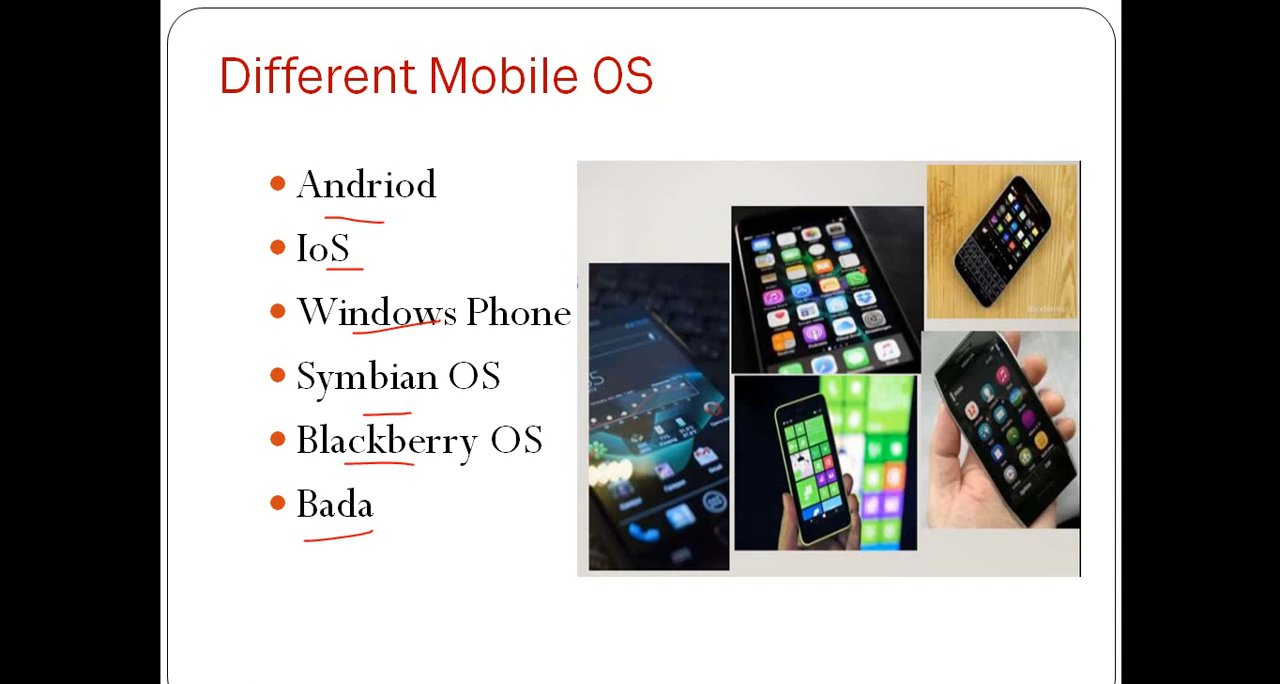 Different Mobile OS
Andriod
IoS
Windows Phone
Symbian OS
Blackberry OS
Bada